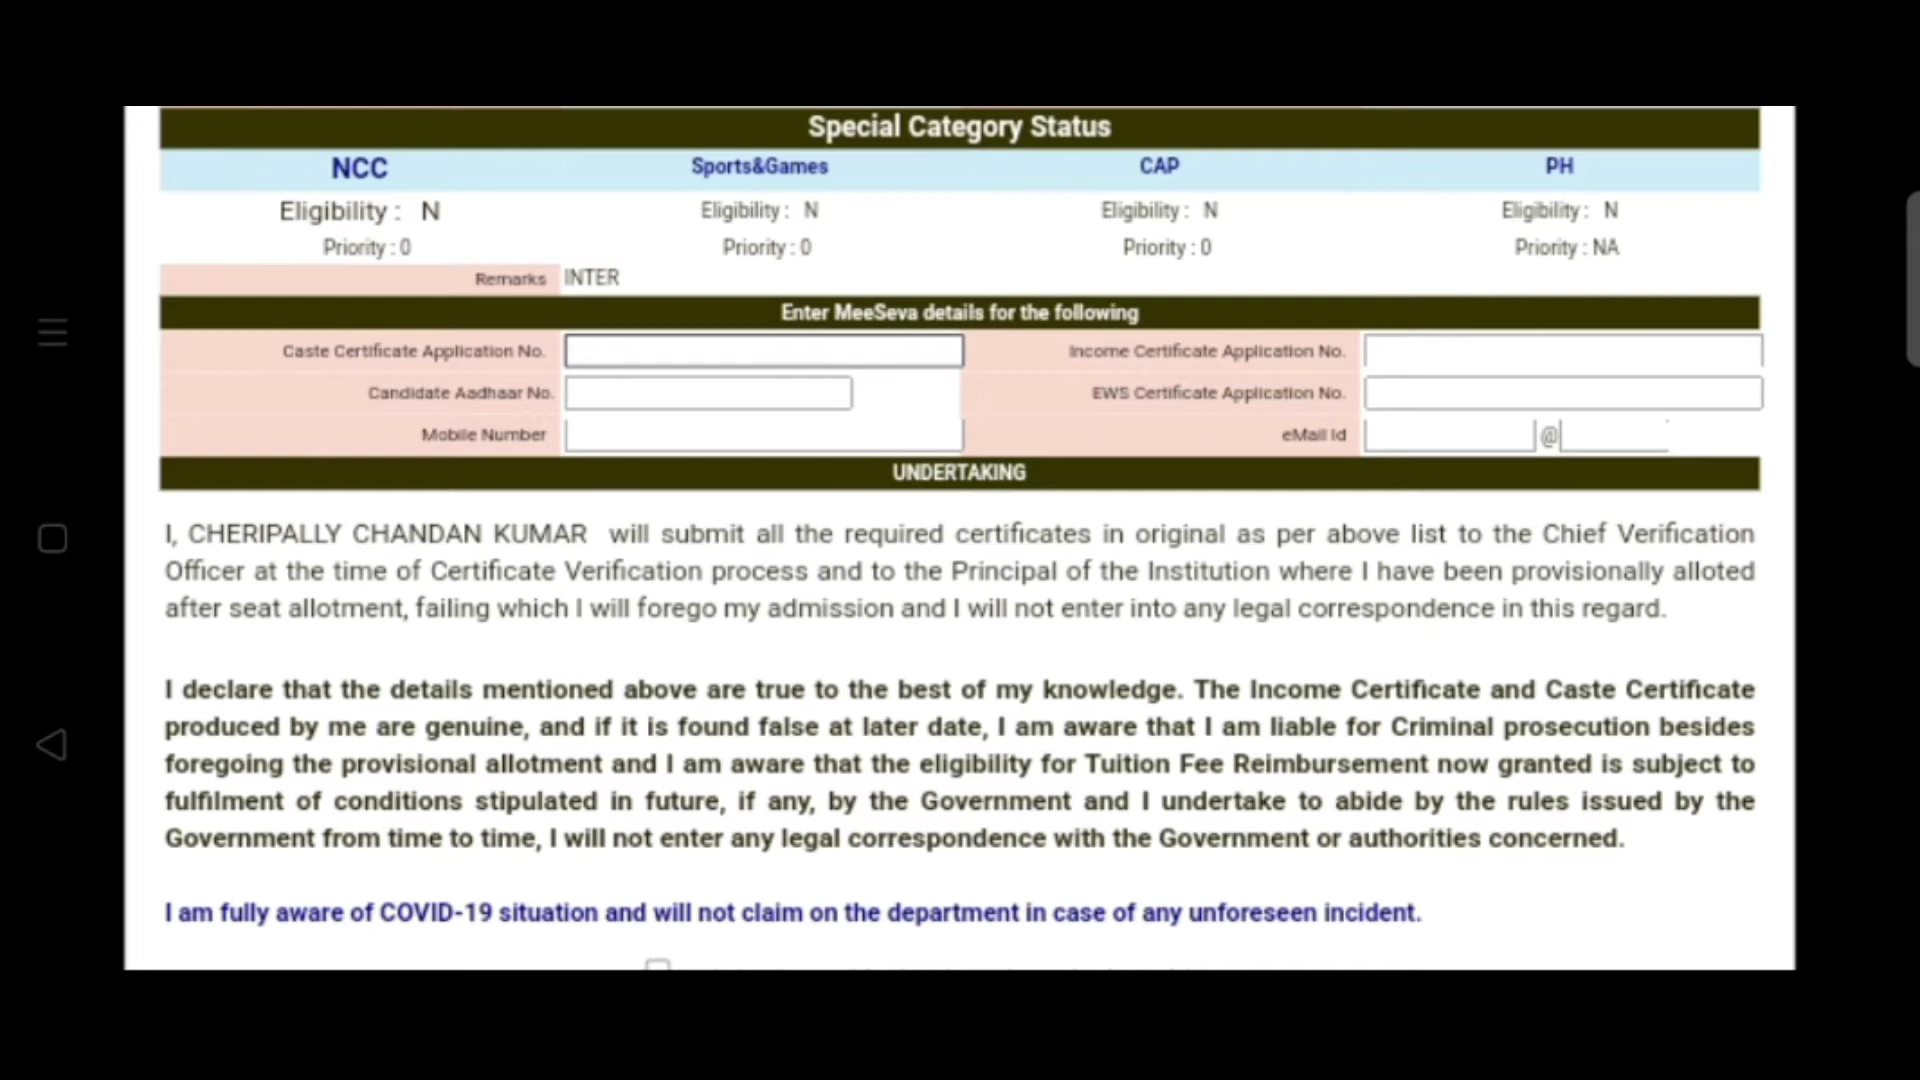 Special Category Status
NCC Sports&Games CAP PH
Eligibility : N Eligibility : N Eligibility : N Eligibility : N
Priority : 0 Priority : 0 Priority : 0 Priority : NA
Remarks INTER
Enter MeeSeva details for the following
Caste Certificate Application No. Income Certificate Application No.
Candidate Aadhaar No. EWS Certificate Application No.
Mobile Number eMail Id @
UNDERTAKING
I, CHERIPALLY CHANDAN KUMAR will submit all the required certificates in original as per above list to the Chief Verification
Officer at the time of Certificate Verification process and to the Principal of the Institution where I have been provisionally alloted
after seat allotment, failing which I will forego my admission and I will not enter into any legal correspondence in this regard.
I declare that the details mentioned above are true to the best of my knowledge. The Income Certificate and Caste Certificate
produced by me are genuine, and if it is found false at later date, I am aware that I am liable for Criminal prosecution besides
foregoing the provisional allotment and I am aware that the eligibility for Tuition Fee Reimbursement now granted is subject to
fulfilment of conditions stipulated in future, if any, by the Government and I undertake to abide by the rules issued by the
Government from time to time, I will not enter any legal correspondence with the Government or authorities concerned.
I am fully aware of COVID-19 situation and will not claim on the department in case of any unforeseen incident.